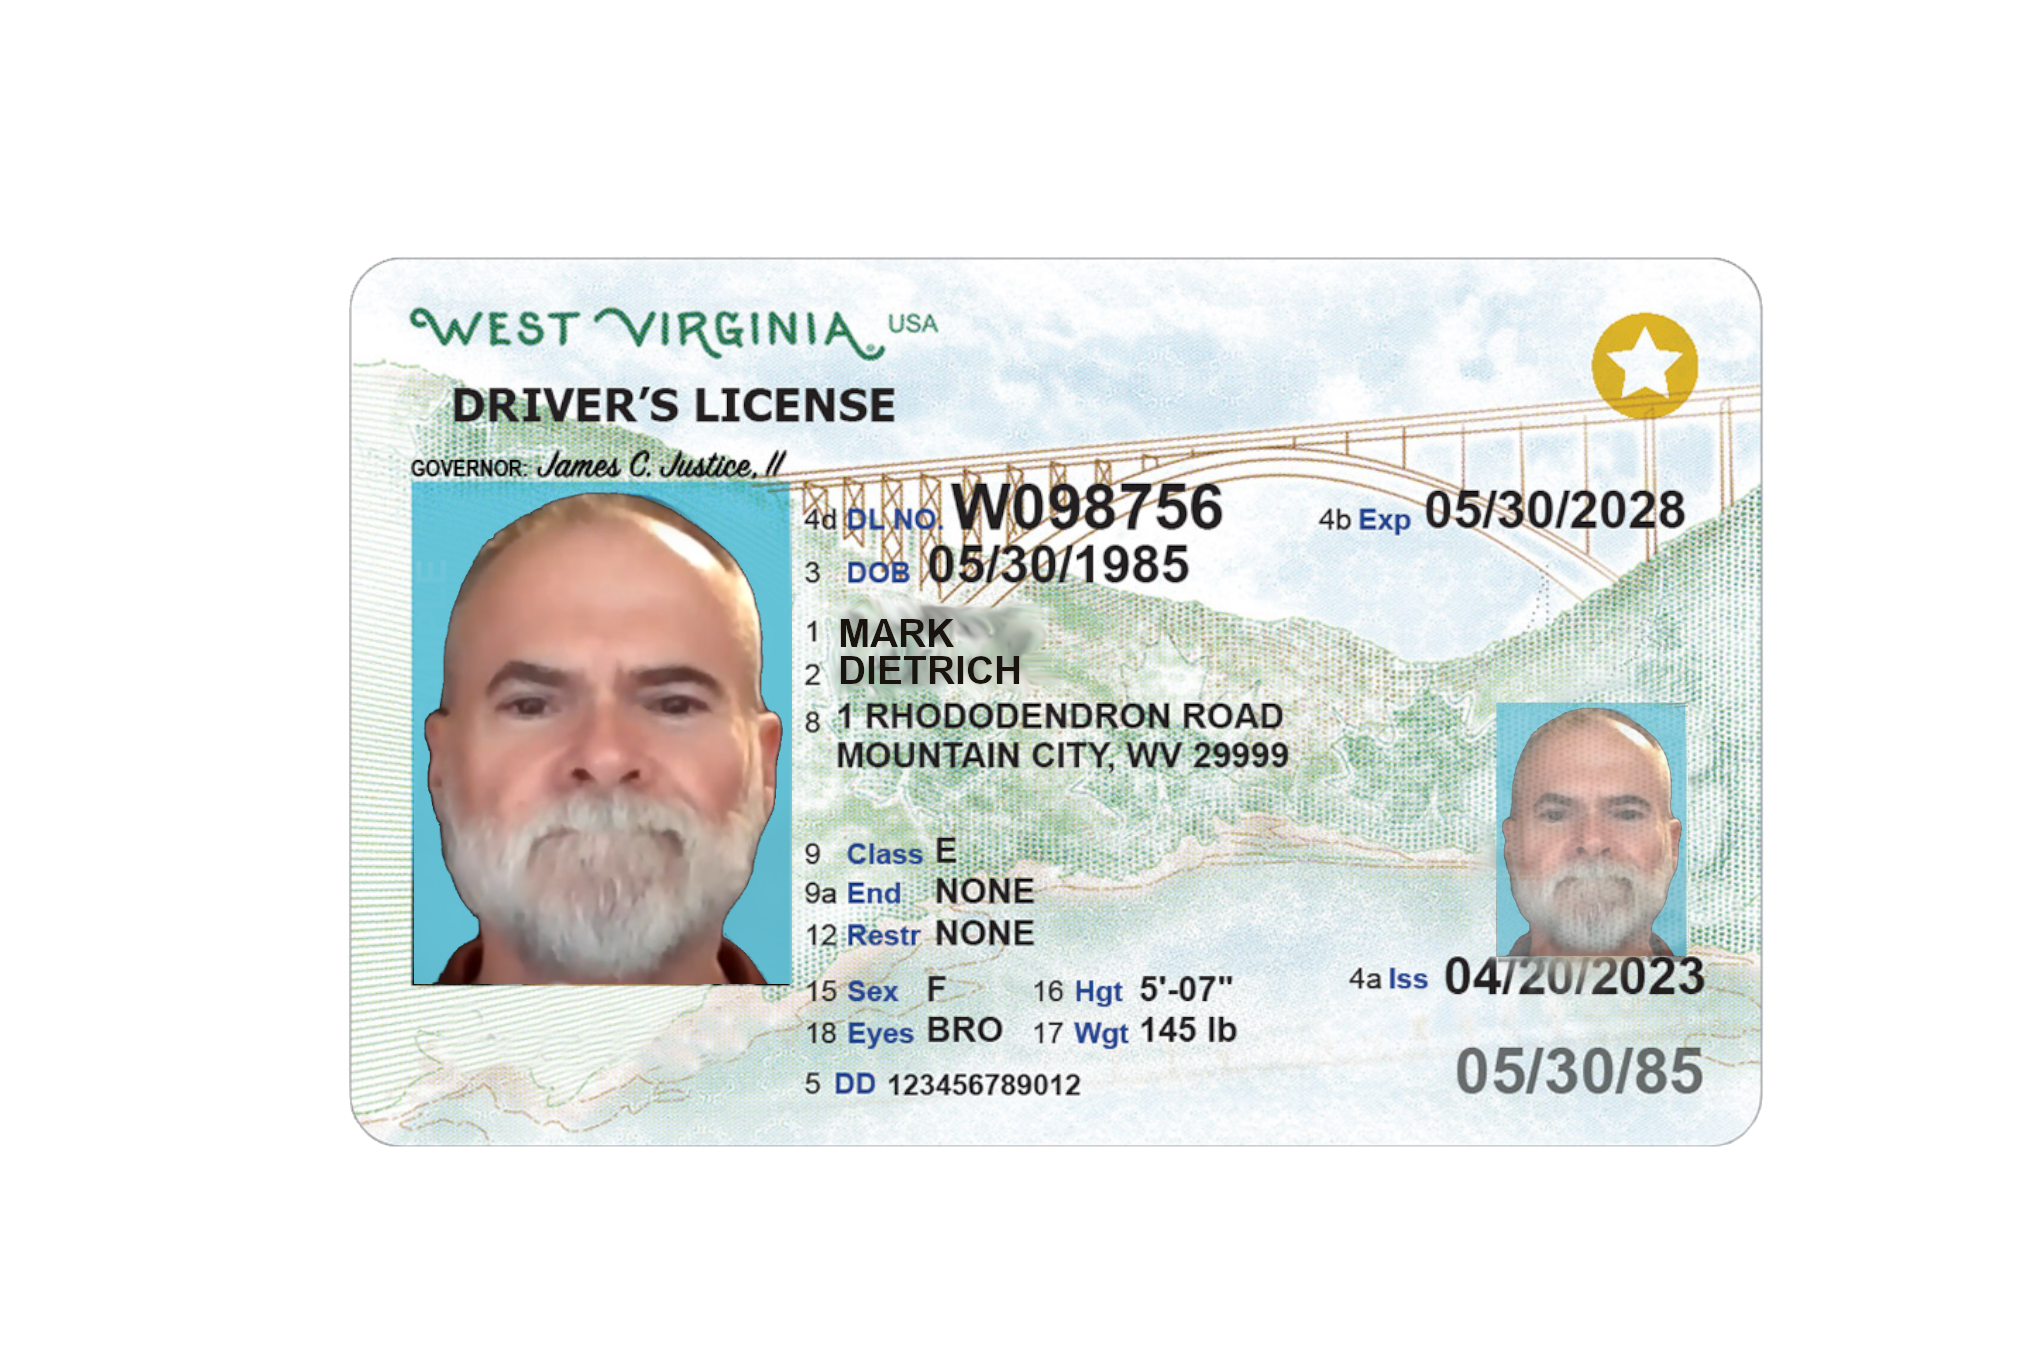 WEST VIRGINIA USA
DRIVER'S LICENSE
GOVERNOR: James C. Justice, II
4d DL NO. W098756 4b Exp 05/30/2028
3 DOB 05/30/1985
1 MARK
2 DIETRICH
8 1 RHODODENDRON ROAD
MOUNTAIN CITY, WV 29999
9 Class E
9a End NONE
12 Restr NONE
15 Sex F 16 Hgt 5'-07" 4a Iss 04/20/2023
18 Eyes BRO 17 Wgt 145 lb
5 DD 123456789012 05/30/85